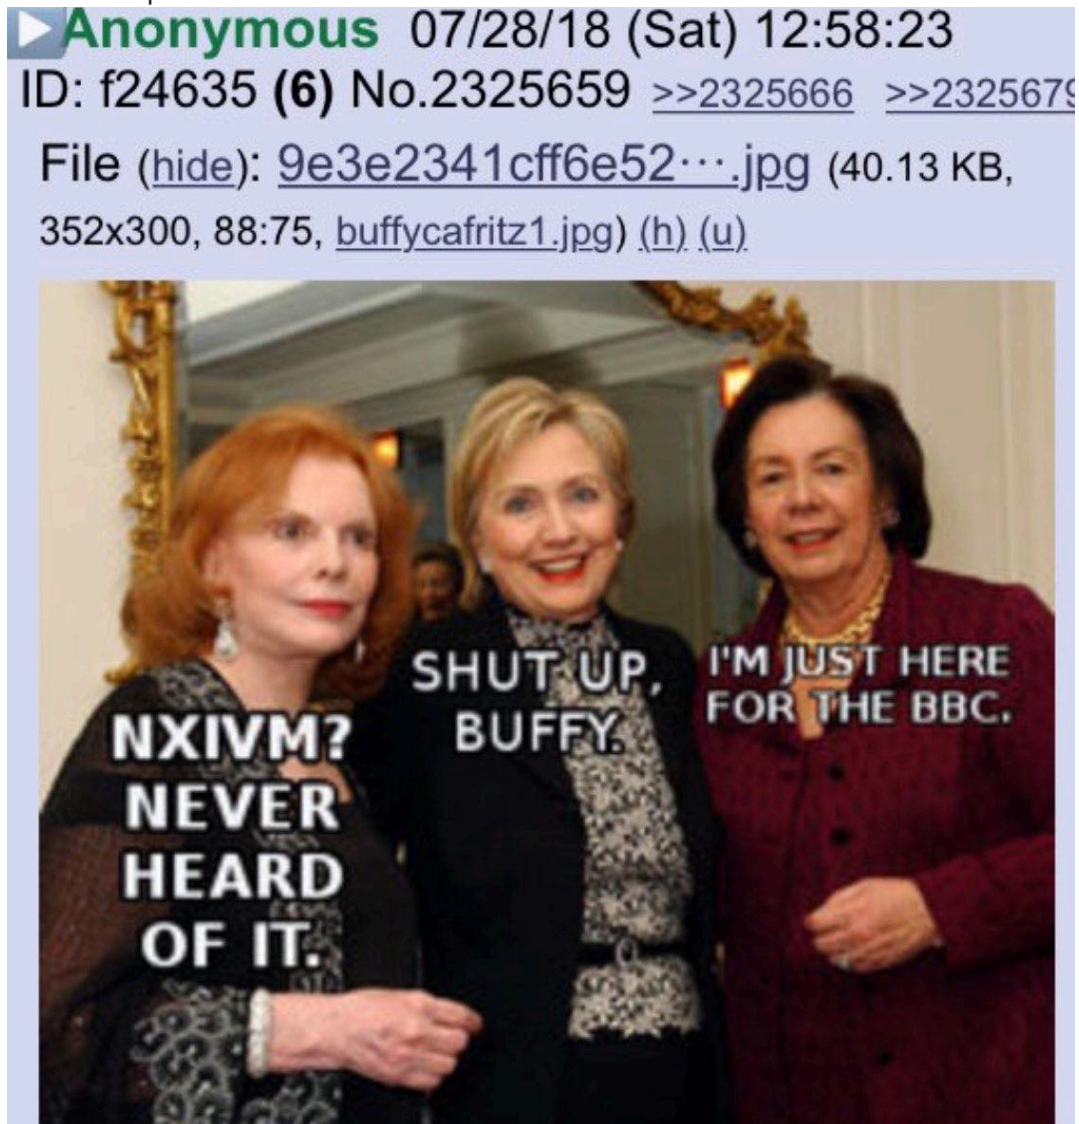 Anonymous 07/28/18 (Sat) 12:58:23
ID: f24635 (6) No.2325659 >>2325666 >>2325679
File (hide): 9e3e2341cff6e52….jpg (40.13 KB,
352x300, 88:75, buffycafritz1.jpg) (h) (u)
NXIVM?
NEVER
HEARD
OF IT.
SHUT UP,
BUFFY.
I'M JUST HERE
FOR THE BBC.